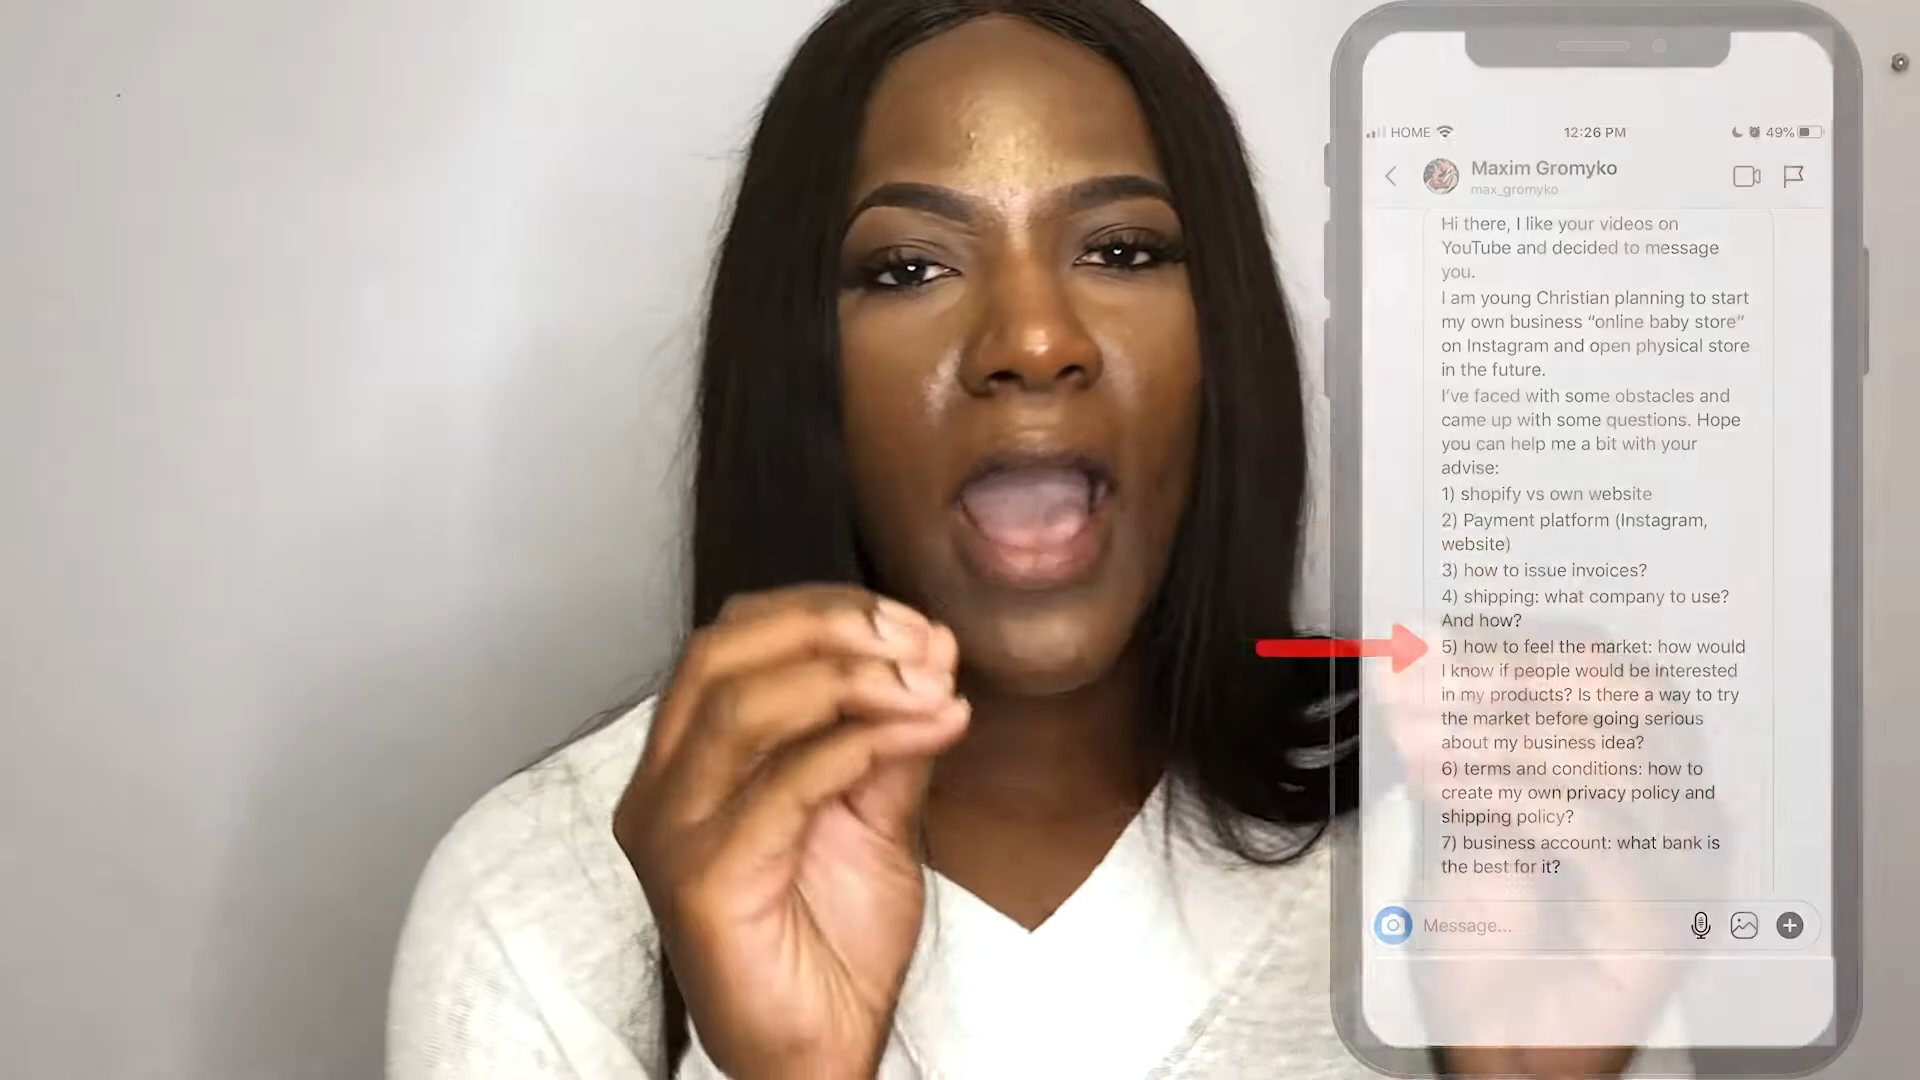 HOME
12:26 PM
49%
Maxim Gromyko
max_gromyko
Hi there, I like your videos on
YouTube and decided to message
you.
I am young Christian planning to start
my own business “online baby store”
on Instagram and open physical store
in the future.
I’ve faced with some obstacles and
came up with some questions. Hope
you can help me a bit with your
advise:
1) shopify vs own website
2) Payment platform (Instagram,
website)
3) how to issue invoices?
4) shipping: what company to use?
And how?
5) how to feel the market: how would
I know if people would be interested
in my products? Is there a way to try
the market before going serious
about my business idea?
6) terms and conditions: how to
create my own privacy policy and
shipping policy?
7) business account: what bank is
the best for it?
Message...